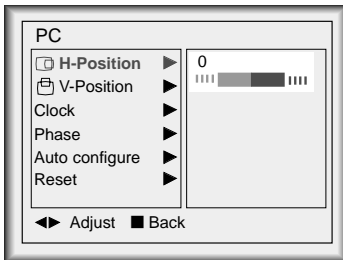 PC
H-Position
0
V-Position
Clock
Phase
Auto configure
Reset
Adjust Back